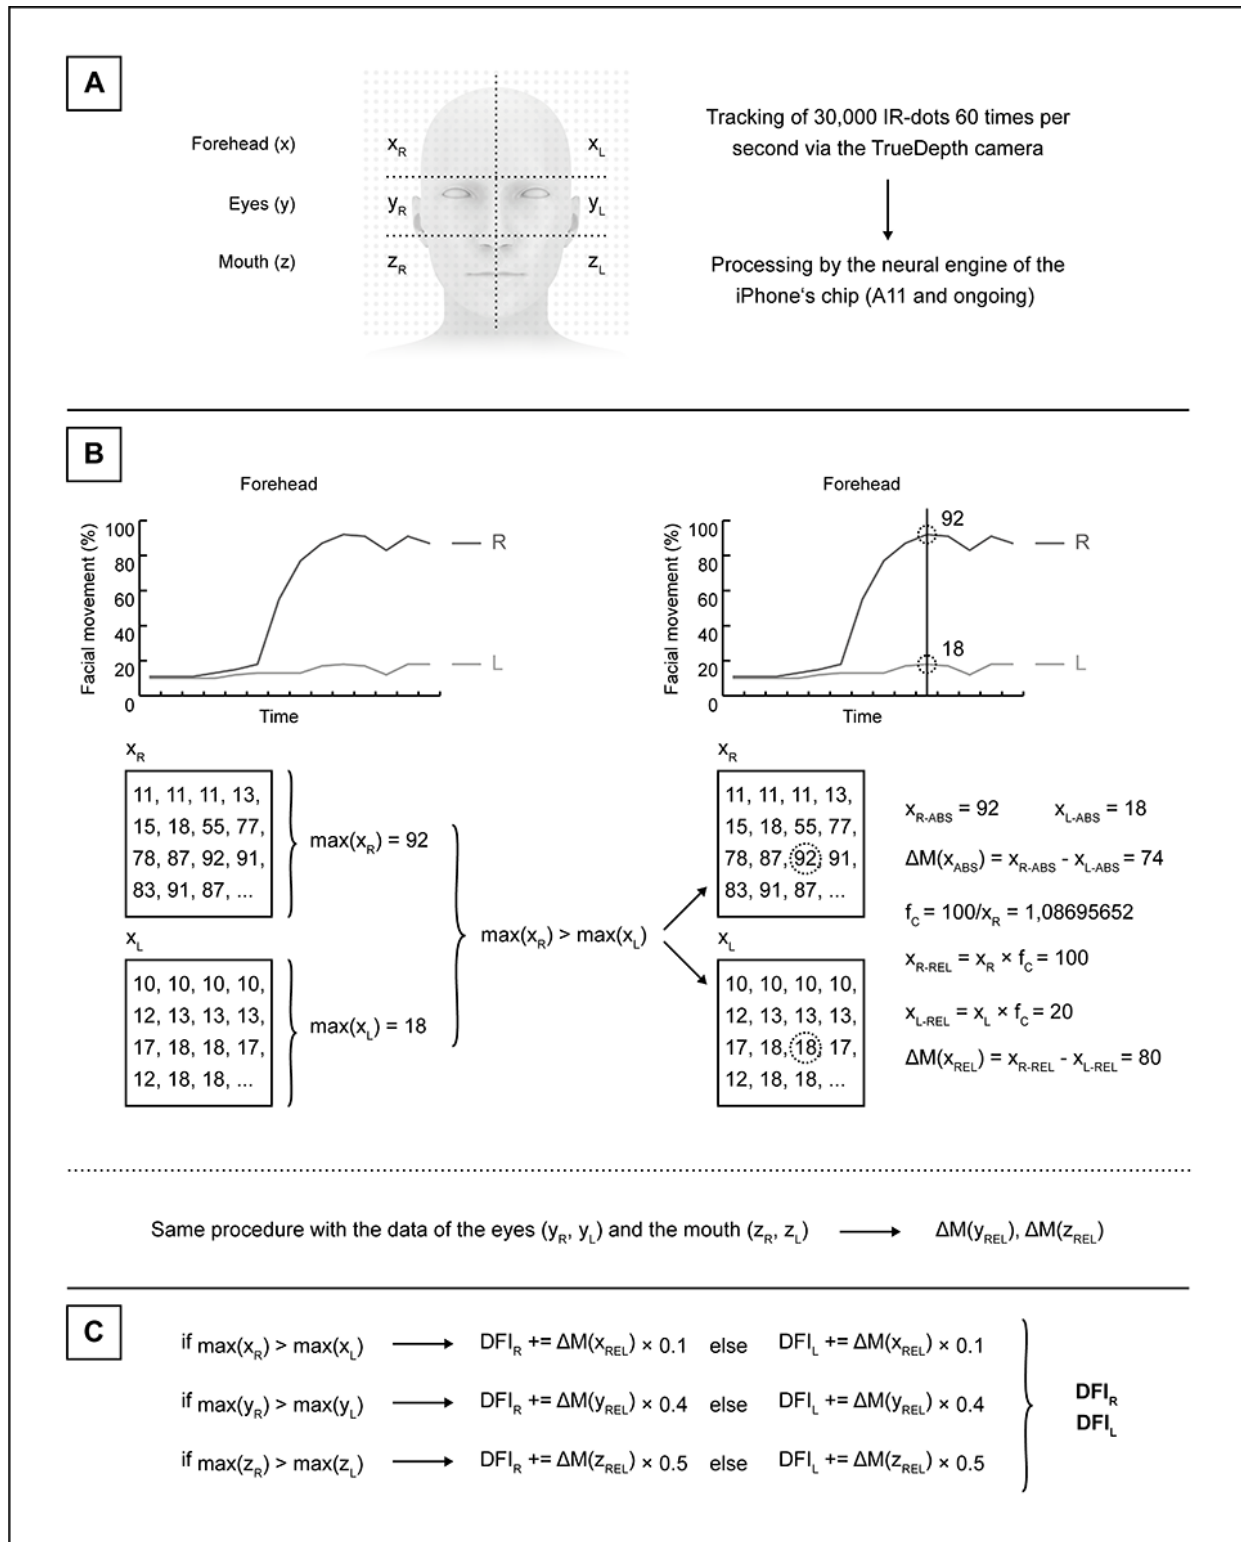 A
Forehead (x)
Eyes (y)
Mouth (z)
x_R
x_L
y_R
y_L
z_R
z_L
Tracking of 30,000 IR-dots 60 times per
second via the TrueDepth camera
Processing by the neural engine of the
iPhone‘s chip (A11 and ongoing)
B
Forehead
Facial movement (%)
100
80
60
40
20
0
R
L
Time
Forehead
Facial movement (%)
100
80
60
40
20
0
92
18
R
L
Time
x_R
11, 11, 11, 13,
15, 18, 55, 77,
78, 87, 92, 91,
83, 91, 87, ...
max(x_R) = 92
x_L
10, 10, 10, 10,
12, 13, 13, 13,
17, 18, 18, 17,
12, 18, 18, ...
max(x_L) = 18
max(x_R) > max(x_L)
x_R
11, 11, 11, 13,
15, 18, 55, 77,
78, 87, 92, 91,
83, 91, 87, ...
x_L
10, 10, 10, 10,
12, 13, 13, 13,
17, 18, 18, 17,
12, 18, 18, ...
x_R-ABS = 92 x_L-ABS = 18
ΔM(x_ABS) = x_R-ABS - x_L-ABS = 74
f_C = 100/x_R = 1,08695652
x_R-REL = x_R × f_C = 100
x_L-REL = x_L × f_C = 20
ΔM(x_REL) = x_R-REL - x_L-REL = 80
Same procedure with the data of the eyes (y_R, y_L) and the mouth (z_R, z_L) → ΔM(y_REL), ΔM(z_REL)
C
if max(x_R) > max(x_L) → DFI_R += ΔM(x_REL) × 0.1 else DFI_L += ΔM(x_REL) × 0.1
if max(y_R) > max(y_L) → DFI_R += ΔM(y_REL) × 0.4 else DFI_L += ΔM(y_REL) × 0.4
if max(z_R) > max(z_L) → DFI_R += ΔM(z_REL) × 0.5 else DFI_L += ΔM(z_REL) × 0.5
DFI_R
DFI_L